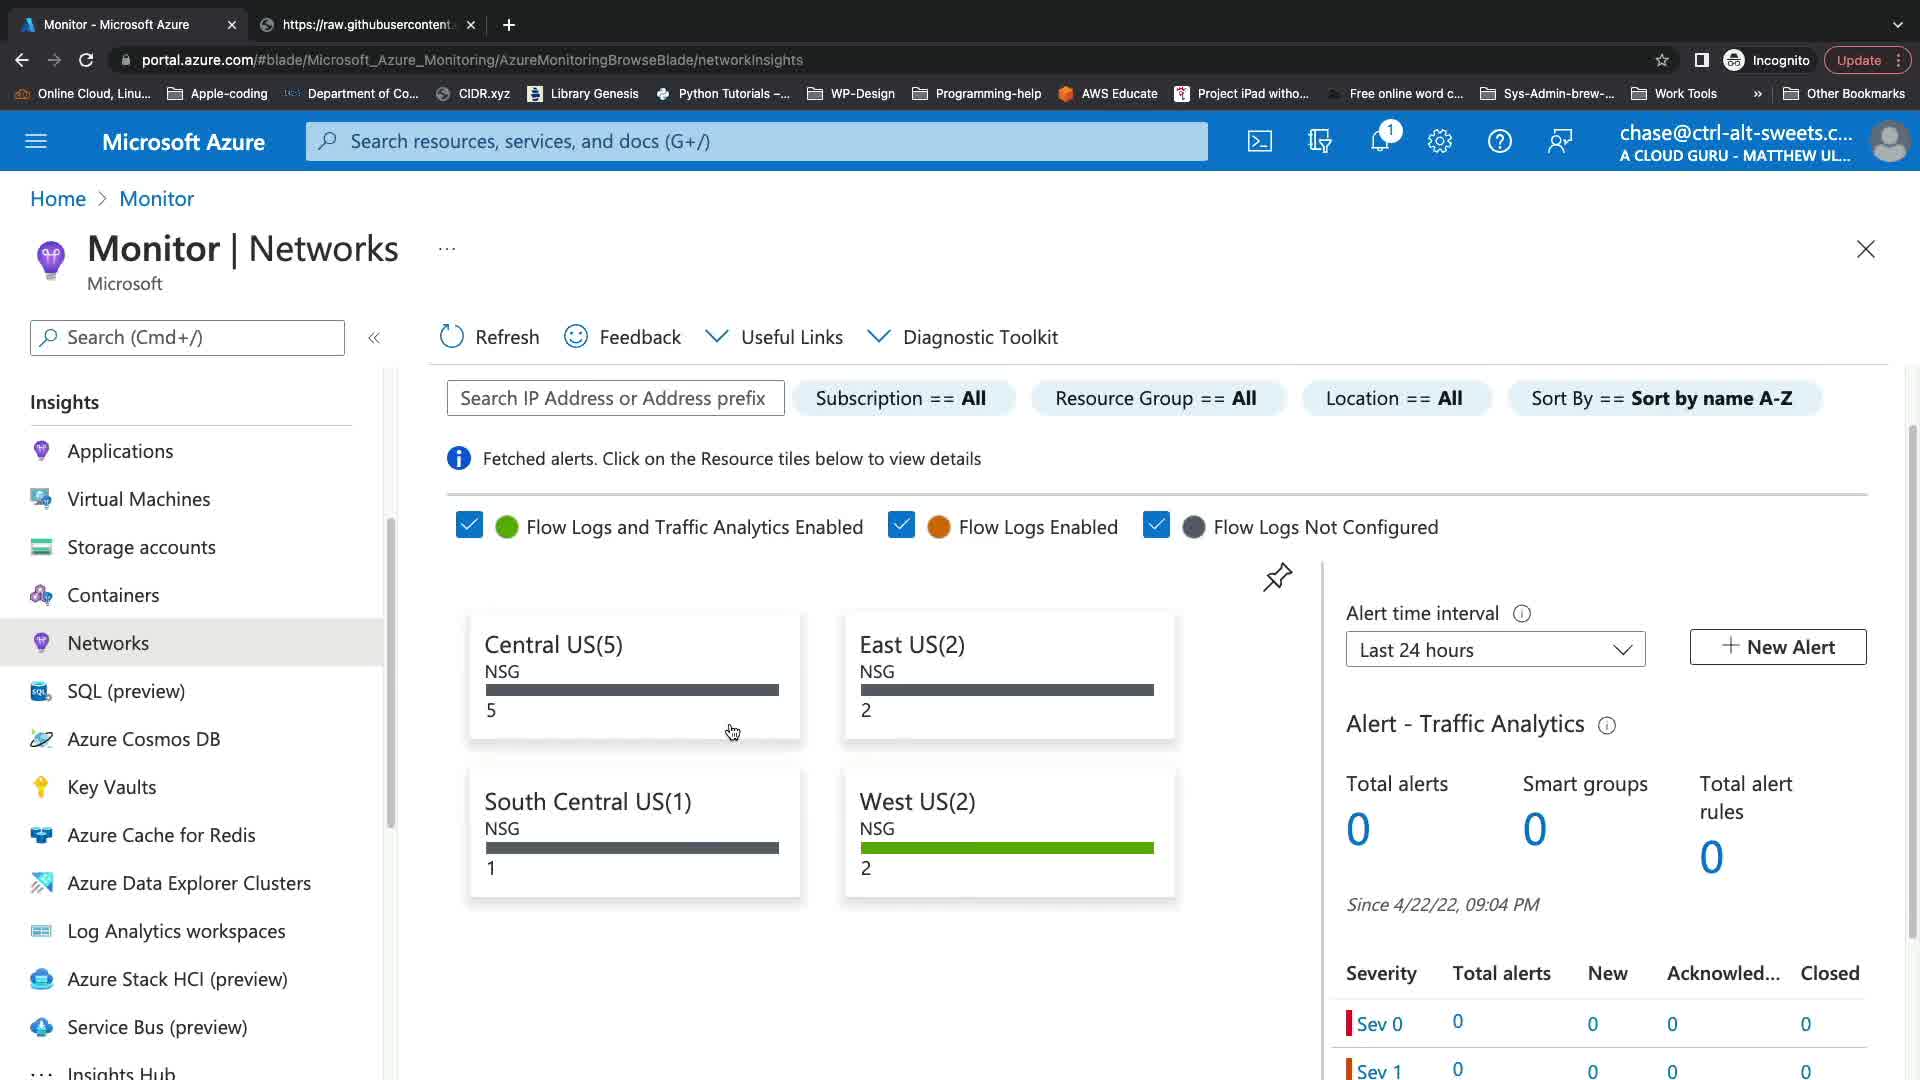 Monitor - Microsoft Azure
https://raw.githubusercontent.
portal.azure.com/#blade/Microsoft_Azure_Monitoring/AzureMonitoringBrowseBlade/networkInsights
Incognito
Update
Online Cloud, Linu...
Apple-coding
Department of Co...
CIDR.xyz
Library Genesis
Python Tutorials –...
WP-Design
Programming-help
AWS Educate
Project iPad witho...
Free online word c...
Sys-Admin-brew-...
Work Tools
»
Other Bookmarks
Microsoft Azure
Search resources, services, and docs (G+/)
1
chase@ctrl-alt-sweets.c...
A CLOUD GURU - MATTHEW UL...
Home > Monitor
Monitor | Networks ...
Microsoft
Search (Cmd+/)
«
Refresh
Feedback
Useful Links
Diagnostic Toolkit
Insights
Applications
Virtual Machines
Storage accounts
Containers
Networks
SQL (preview)
Azure Cosmos DB
Key Vaults
Azure Cache for Redis
Azure Data Explorer Clusters
Log Analytics workspaces
Azure Stack HCI (preview)
Service Bus (preview)
... Insights Hub
Search IP Address or Address prefix
Subscription == All
Resource Group == All
Location == All
Sort By == Sort by name A-Z
Fetched alerts. Click on the Resource tiles below to view details
Flow Logs and Traffic Analytics Enabled
Flow Logs Enabled
Flow Logs Not Configured
Central US(5)
NSG
5
East US(2)
NSG
2
South Central US(1)
NSG
1
West US(2)
NSG
2
Alert time interval
Last 24 hours
+ New Alert
Alert - Traffic Analytics
Total alerts
0
Smart groups
0
Total alert
rules
0
Since 4/22/22, 09:04 PM
Severity Total alerts New Acknowled... Closed
Sev 0 0 0 0 0
Sev 1 0 0 0 0